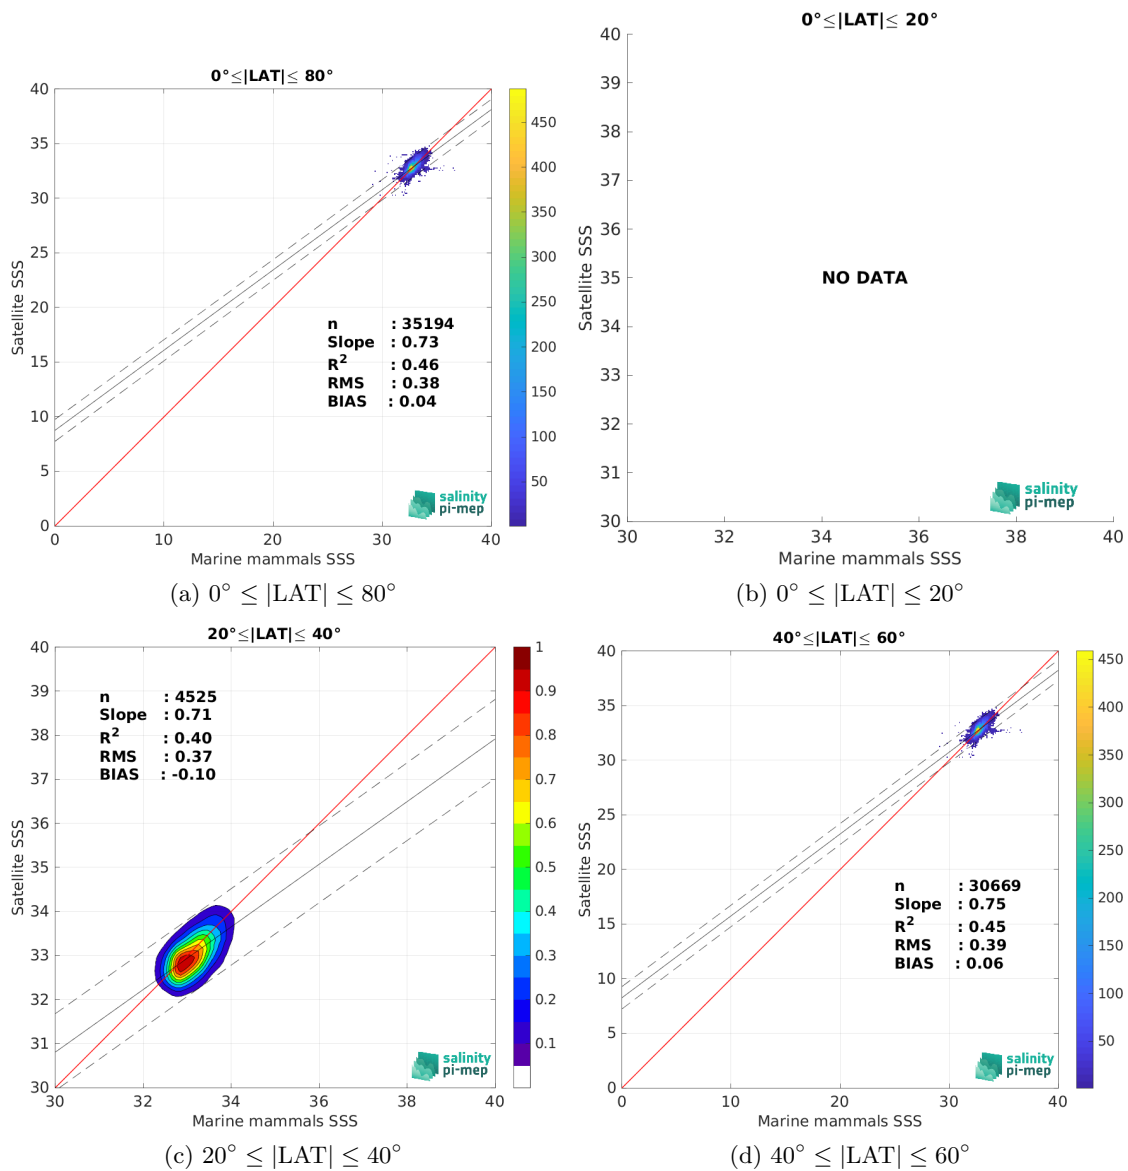 0°≤|LAT|≤ 80°
40
35
30
25
20
15
10
5
0
Satellite SSS
0
10
20
30
40
Marine mammals SSS
n : 35194
Slope : 0.73
R² : 0.46
RMS : 0.38
BIAS : 0.04
salinity
pi-mep
450
400
350
300
250
200
150
100
50
(a) 0° ≤ |LAT| ≤ 80°
0°≤|LAT|≤ 20°
40
39
38
37
36
35
34
33
32
31
30
Satellite SSS
NO DATA
salinity
pi-mep
30
32
34
36
38
40
Marine mammals SSS
(b) 0° ≤ |LAT| ≤ 20°
20°≤|LAT|≤ 40°
40
39
38
37
36
35
34
33
32
31
30
Satellite SSS
n : 4525
Slope : 0.71
R² : 0.40
RMS : 0.37
BIAS : -0.10
salinity
pi-mep
30
32
34
36
38
40
Marine mammals SSS
1
0.9
0.8
0.7
0.6
0.5
0.4
0.3
0.2
0.1
(c) 20° ≤ |LAT| ≤ 40°
40°≤|LAT|≤ 60°
40
35
30
25
20
15
10
5
0
Satellite SSS
n : 30669
Slope : 0.75
R² : 0.45
RMS : 0.39
BIAS : 0.06
salinity
pi-mep
0
10
20
30
40
Marine mammals SSS
450
400
350
300
250
200
150
100
50
(d) 40° ≤ |LAT| ≤ 60°